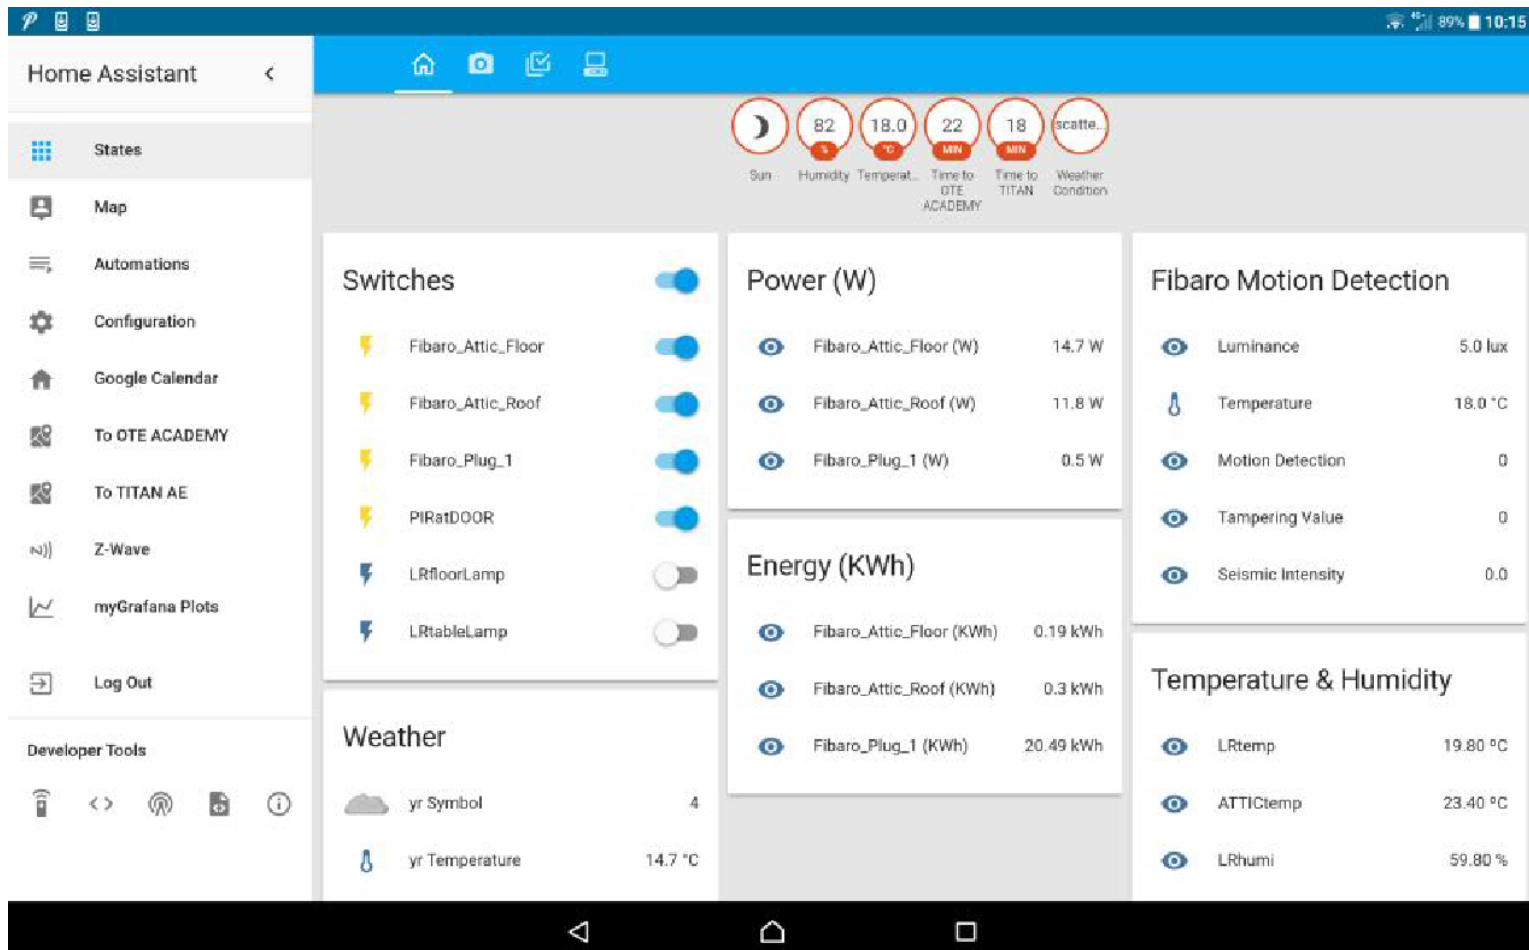 89% 10:15
Home Assistant
States
Map
Automations
Configuration
Google Calendar
To OTE ACADEMY
To TITAN AE
Z-Wave
myGrafana Plots
Log Out
Developer Tools
82 18.0 22 18 scatte...
% °C MIN MIN
Sun Humidity Temperat... Time to OTE ACADEMY Time to TITAN Weather Condition
Switches
Fibaro_Attic_Floor
Fibaro_Attic_Roof
Fibaro_Plug_1
PIRatDOOR
LRfloorLamp
LRtableLamp
Weather
yr Symbol 4
yr Temperature 14.7 °C
Power (W)
Fibaro_Attic_Floor (W) 14.7 W
Fibaro_Attic_Roof (W) 11.8 W
Fibaro_Plug_1 (W) 0.5 W
Energy (KWh)
Fibaro_Attic_Floor (KWh) 0.19 kWh
Fibaro_Attic_Roof (KWh) 0.3 kWh
Fibaro_Plug_1 (KWh) 20.49 kWh
Fibaro Motion Detection
Luminance 5.0 lux
Temperature 18.0 °C
Motion Detection 0
Tampering Value 0
Seismic Intensity 0.0
Temperature & Humidity
LRtemp 19.80 ºC
ATTICtemp 23.40 ºC
LRhumi 59.80 %